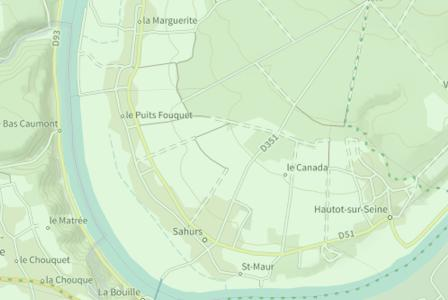 la Marguerite
D93
le Puits Fouquet
Bas Caumont
D351
le Canada
Hautot-sur-Seine
le Matrée
Sahurs
D51
le Chouquet
St-Maur
la Chouque
La Bouille